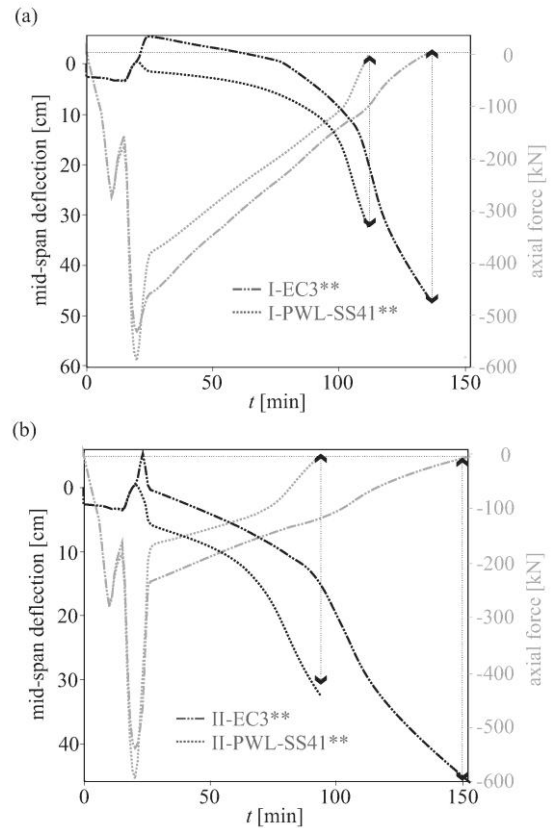 (a)
0
10
20
30
40
50
60
mid-span deflection [cm]
0
-100
-200
-300
-400
-500
-600
axial force [kN]
I-EC3**
I-PWL-SS41**
0
50
100
150
t [min]
(b)
0
10
20
30
40
mid-span deflection [cm]
0
-100
-200
-300
-400
-500
-600
axial force [kN]
II-EC3**
II-PWL-SS41**
0
50
100
150
t [min]